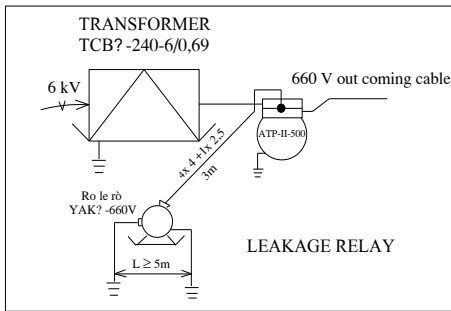 TRANSFORMER
TCB? -240-6/0,69
6 kV
660 V out coming cable
ATP-II-500
4x 4 +1x 2,5
3m
Ro le rò
YAK? -660V
LEAKAGE RELAY
L ≥ 5m